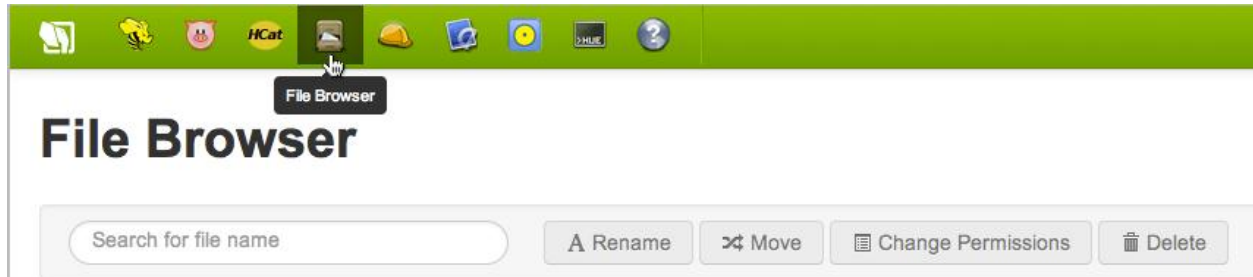 HCat
>HUE
?
File Browser
File Browser
Search for file name
A Rename
Move
Change Permissions
Delete